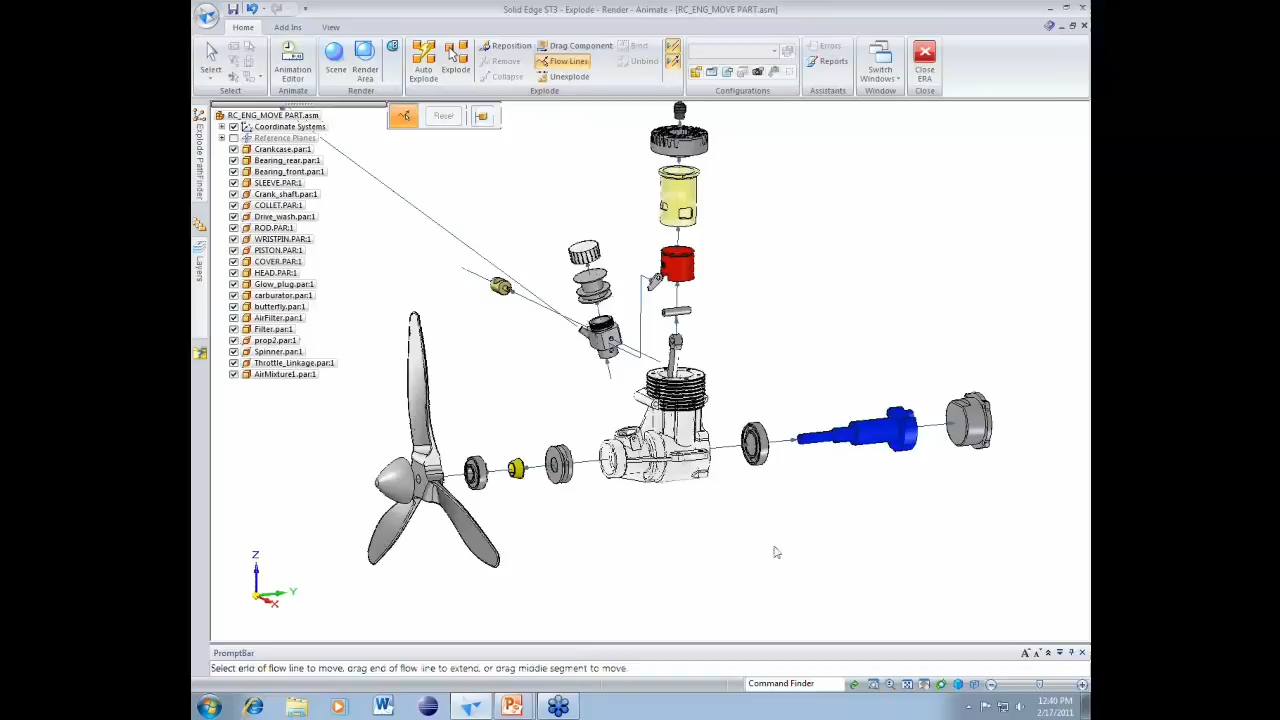 Solid Edge ST3 - Explode - Render - Animate - [RC_ENG_MOVE PART.asm]
Home Add Ins View
Select
Animation Editor
Scene
Render Area
Auto Explode
Explode
Reposition
Remove
Collapse
Drag Component
Flow Lines
Unexplode
Bind
Unbind
Errors
Reports
Switch Windows
Close ERA
Select Animate Render Explode Configurations Assistants Window Close
Reset
Explode PathFinder
Layers
RC_ENG_MOVE PART.asm
Coordinate Systems
Reference Planes
Crankcase.par:1
Bearing_rear.par:1
Bearing_front.par:1
SLEEVE.PAR:1
Crank_shaft.par:1
COLLET.PAR:1
Drive_wash.par:1
ROD.PAR:1
WRISTPIN.PAR:1
PISTON.PAR:1
COVER.PAR:1
HEAD.PAR:1
Glow_plug.par:1
carburator.par:1
butterfly.par:1
AirFilter.par:1
Filter.par:1
prop2.par:1
Spinner.par:1
Throttle_Linkage.par:1
AirMixture1.par:1
Z
Y
X
PromptBar
Select end of flow line to move, drag end of flow line to extend, or drag middle segment to move.
Command Finder
12:40 PM
2/17/2011